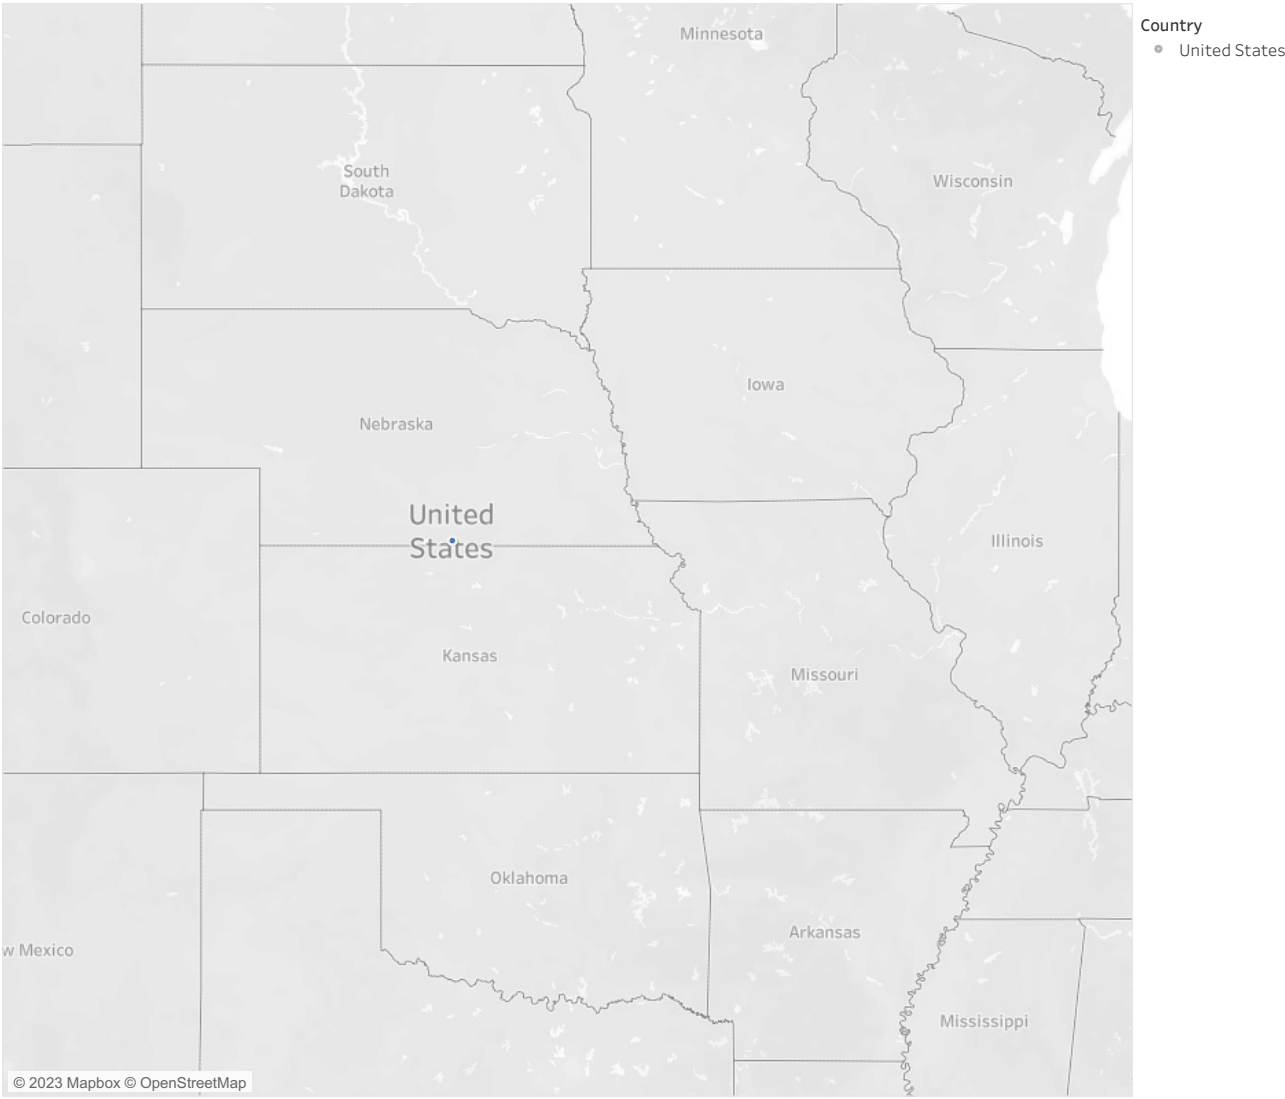 Minnesota
Country
United States
South
Dakota
Wisconsin
Iowa
Nebraska
United
States
Illinois
Colorado
Kansas
Missouri
Oklahoma
Arkansas
w Mexico
Mississippi
© 2023 Mapbox © OpenStreetMap